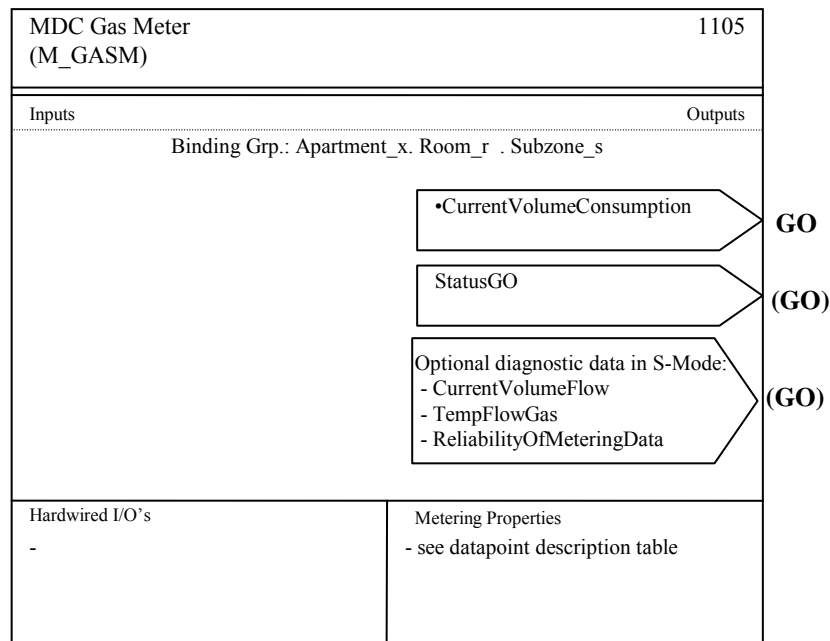 MDC Gas Meter 1105
(M_GASM)
Inputs Outputs
Binding Grp.: Apartment_x. Room_r . Subzone_s
•CurrentVolumeConsumption
GO
StatusGO
(GO)
Optional diagnostic data in S-Mode:
- CurrentVolumeFlow
- TempFlowGas
- ReliabilityOfMeteringData
(GO)
Hardwired I/O’s
-
Metering Properties
- see datapoint description table